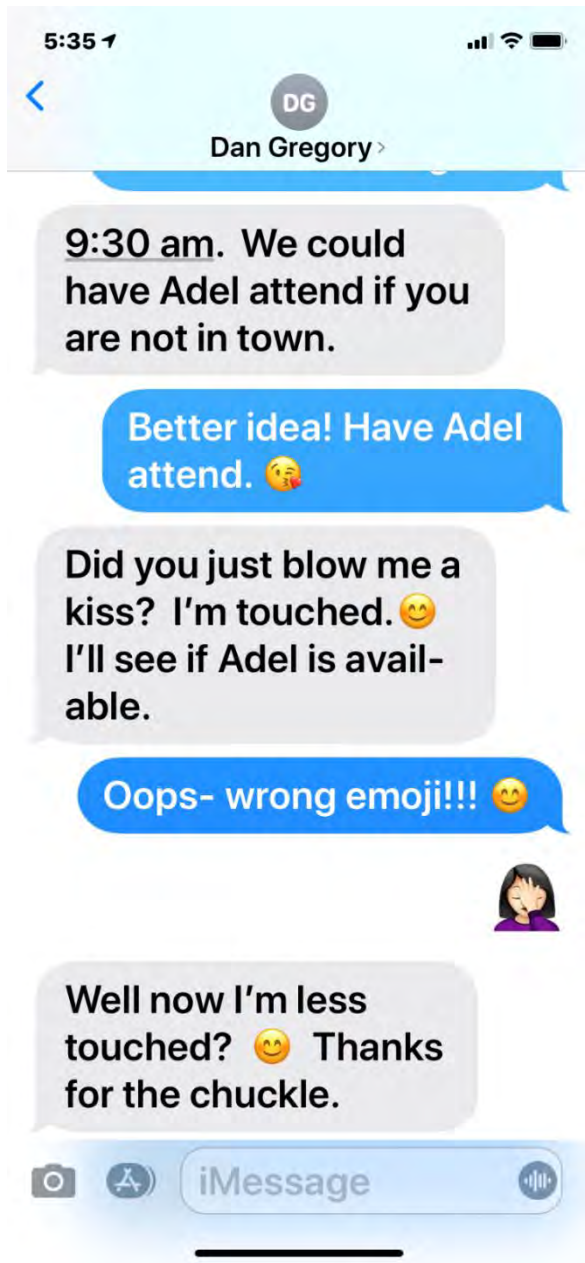 5:35
DG
Dan Gregory
9:30 am. We could
have Adel attend if you
are not in town.
Better idea! Have Adel
attend. 😘
Did you just blow me a
kiss? I'm touched.😊
I'll see if Adel is avail-
able.
Oops- wrong emoji!!! 😊
🤦🏻‍♀️
Well now I'm less
touched? 😊 Thanks
for the chuckle.
iMessage